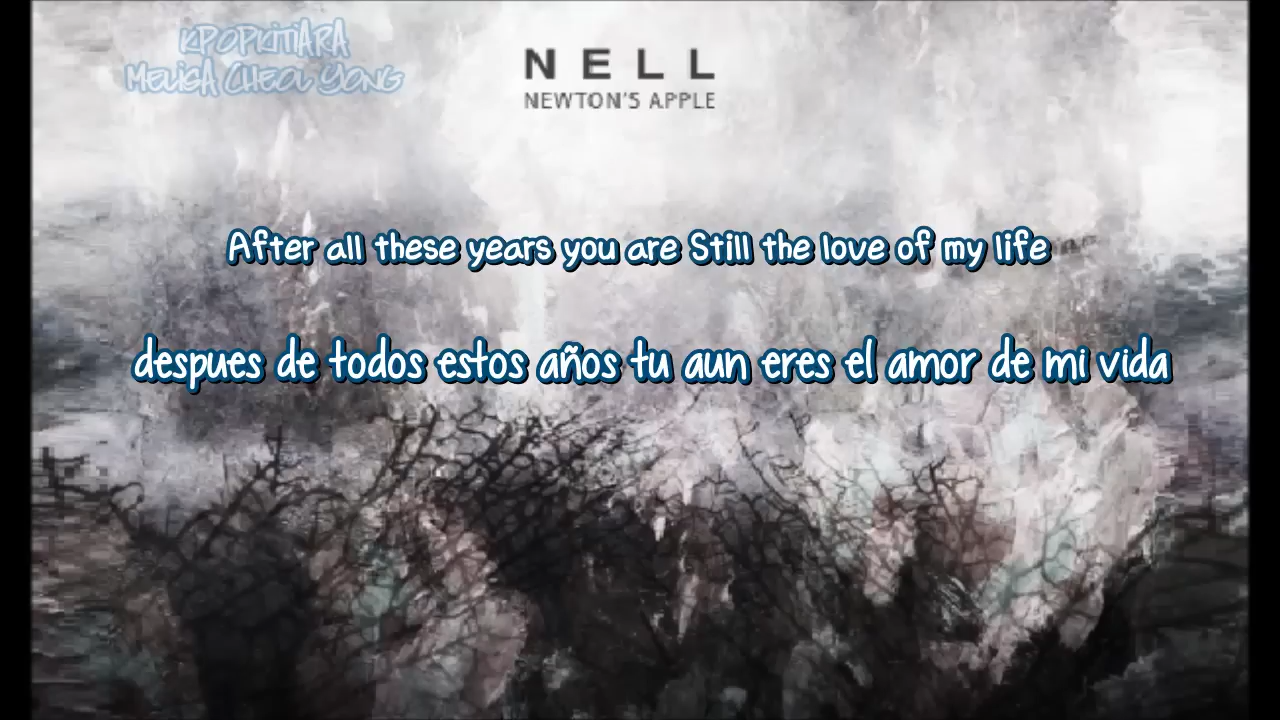 KPOPKITIARA
MELISA CHEOL YONG
NELL
NEWTON'S APPLE
After all these years you are Still the love of my life
despues de todos estos años tu aun eres el amor de mi vida